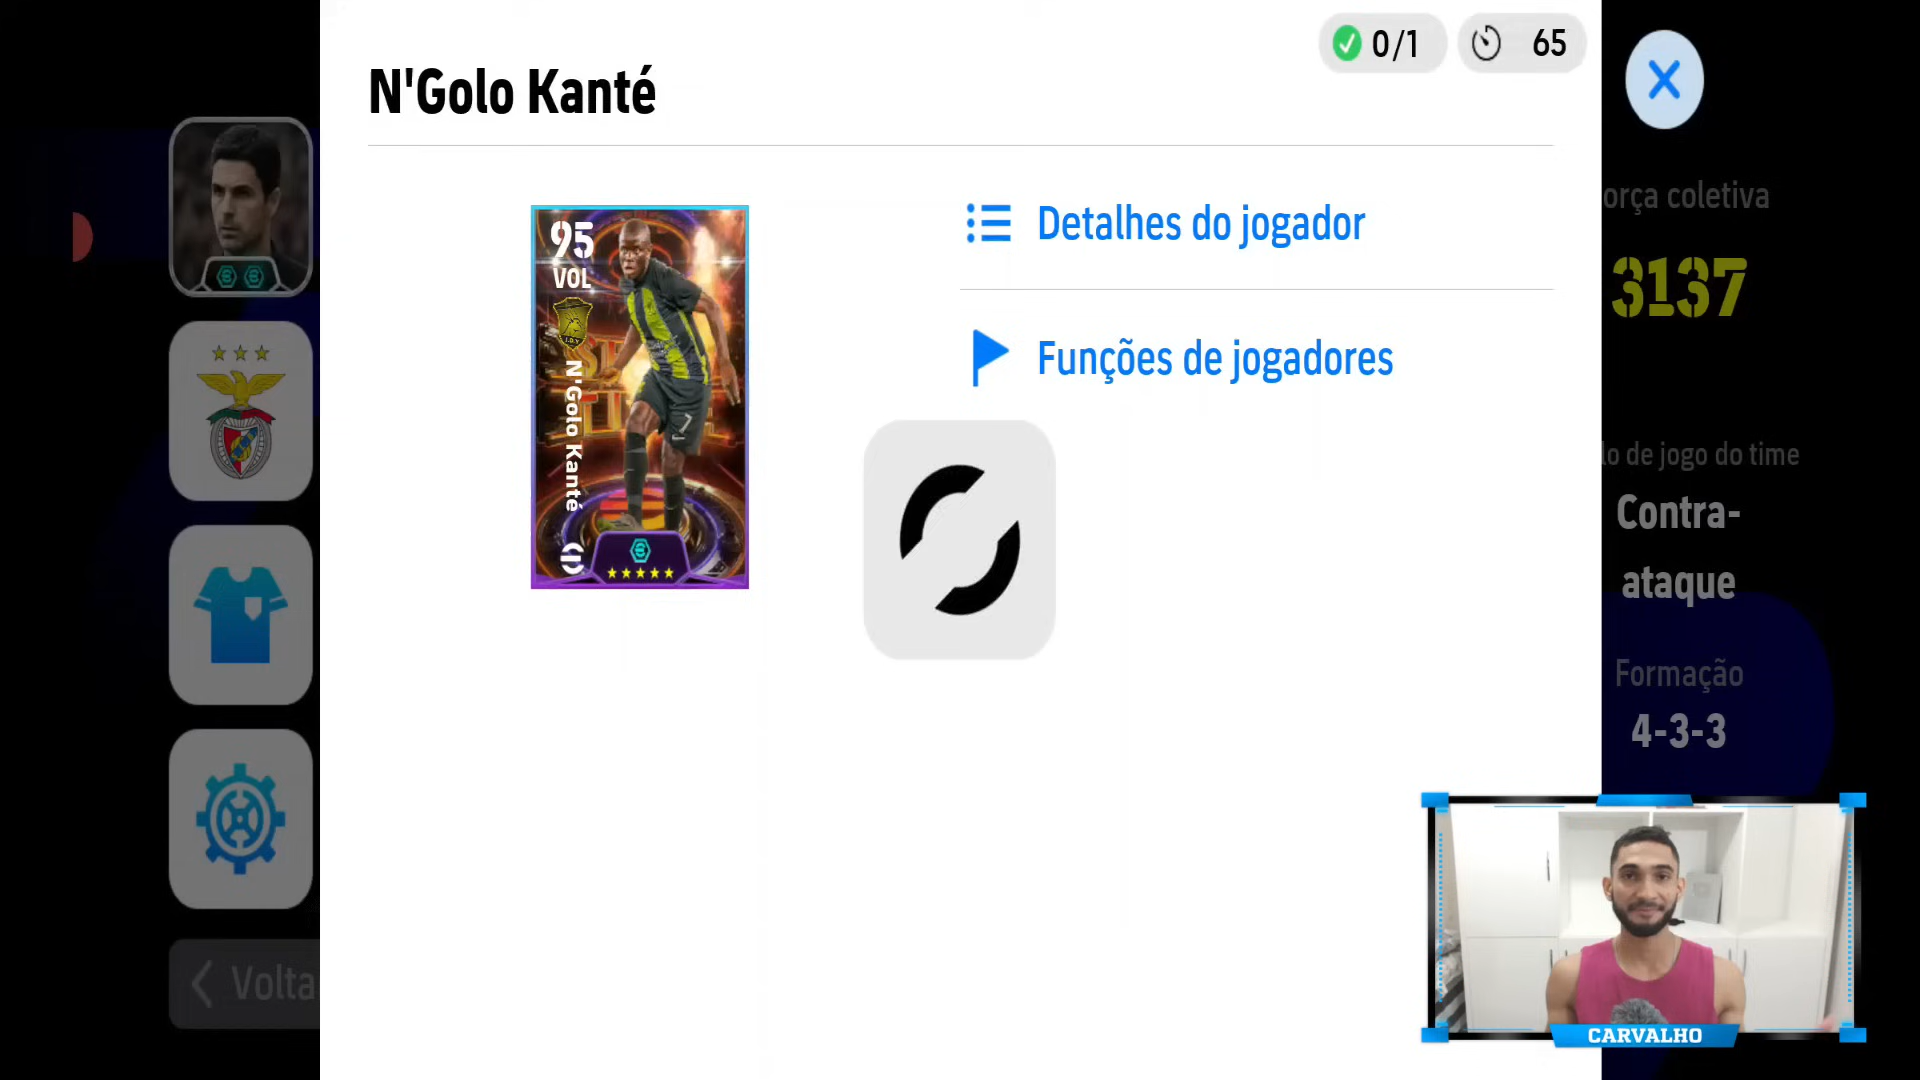 0/1
65
N'Golo Kanté
95
VOL
N'Golo Kanté
7
Detalhes do jogador
Funções de jogadores
orça coletiva
3137
lo de jogo do time
Contra-
ataque
Formação
4-3-3
Volta
CARVALHO